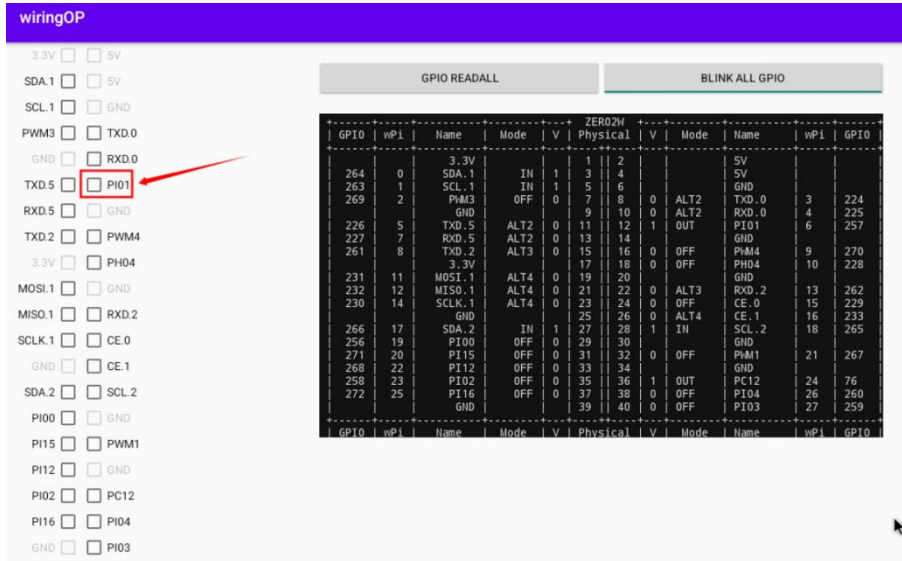 wiringOP
3.3V 5V
SDA.1 5V
SCL.1 GND
PWM3 TXD.0
GND RXD.0
TXD.5 PI01
RXD.5 GND
TXD.2 PWM4
3.3V PH04
MOSI.1 GND
MISO.1 RXD.2
SCLK.1 CE.0
GND CE.1
SDA.2 SCL.2
PI00 GND
PI15 PWM1
PI12 GND
PI02 PC12
PI16 PI04
GND PI03
GPIO READALL BLINK ALL GPIO
+------+-----+----------+--------+---+ ZERO2W +---+--------+----------+-----+------+
| GPIO | wPi | Name | Mode | V | Physical | V | Mode | Name | wPi | GPIO |
+------+-----+----------+--------+---+----++----+---+--------+----------+-----+------+
| | | 3.3V | | | 1 || 2 | | | 5V | | |
| 264 | 0 | SDA.1 | IN | 1 | 3 || 4 | | | 5V | | |
| 263 | 1 | SCL.1 | IN | 1 | 5 || 6 | | | GND | | |
| 269 | 2 | PWM3 | OFF | 0 | 7 || 8 | 0 | ALT2 | TXD.0 | 3 | 224 |
| | | GND | | | 9 || 10 | 0 | ALT2 | RXD.0 | 4 | 225 |
| 226 | 5 | TXD.5 | ALT2 | 0 | 11 || 12 | 1 | OUT | PI01 | 6 | 257 |
| 227 | 7 | RXD.5 | ALT2 | 0 | 13 || 14 | | | GND | | |
| 261 | 8 | TXD.2 | ALT3 | 0 | 15 || 16 | 0 | OFF | PWM4 | 9 | 270 |
| | | 3.3V | | | 17 || 18 | 0 | OFF | PH04 | 10 | 228 |
| 231 | 11 | MOSI.1 | ALT4 | 0 | 19 || 20 | | | GND | | |
| 232 | 12 | MISO.1 | ALT4 | 0 | 21 || 22 | 0 | ALT3 | RXD.2 | 13 | 262 |
| 230 | 14 | SCLK.1 | ALT4 | 0 | 23 || 24 | 0 | OFF | CE.0 | 15 | 229 |
| | | GND | | | 25 || 26 | 0 | ALT4 | CE.1 | 16 | 233 |
| 266 | 17 | SDA.2 | IN | 1 | 27 || 28 | 1 | IN | SCL.2 | 18 | 265 |
| 256 | 19 | PI00 | OFF | 0 | 29 || 30 | | | GND | | |
| 271 | 20 | PI15 | OFF | 0 | 31 || 32 | 0 | OFF | PWM1 | 21 | 267 |
| 268 | 22 | PI12 | OFF | 0 | 33 || 34 | | | GND | | |
| 258 | 23 | PI02 | OFF | 0 | 35 || 36 | 1 | OUT | PC12 | 24 | 76 |
| 272 | 25 | PI16 | OFF | 0 | 37 || 38 | 0 | OFF | PI04 | 26 | 260 |
| | | GND | | | 39 || 40 | 0 | OFF | PI03 | 27 | 259 |
+------+-----+----------+--------+---+----++----+---+--------+----------+-----+------+
| GPIO | wPi | Name | Mode | V | Physical | V | Mode | Name | wPi | GPIO |